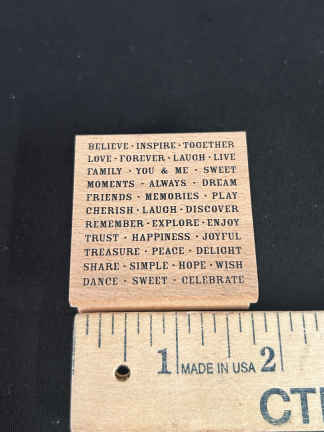 BELIEVE · INSPIRE · TOGETHER
LOVE · FOREVER · LAUGH · LIVE
FAMILY · YOU & ME · SWEET
MOMENTS · ALWAYS · DREAM
FRIENDS · MEMORIES · PLAY
CHERISH · LAUGH · DISCOVER
REMEMBER · EXPLORE · ENJOY
TRUST · HAPPINESS · JOYFUL
TREASURE · PEACE · DELIGHT
SHARE · SIMPLE · HOPE · WISH
DANCE · SWEET · CELEBRATE
1 MADE IN USA 2